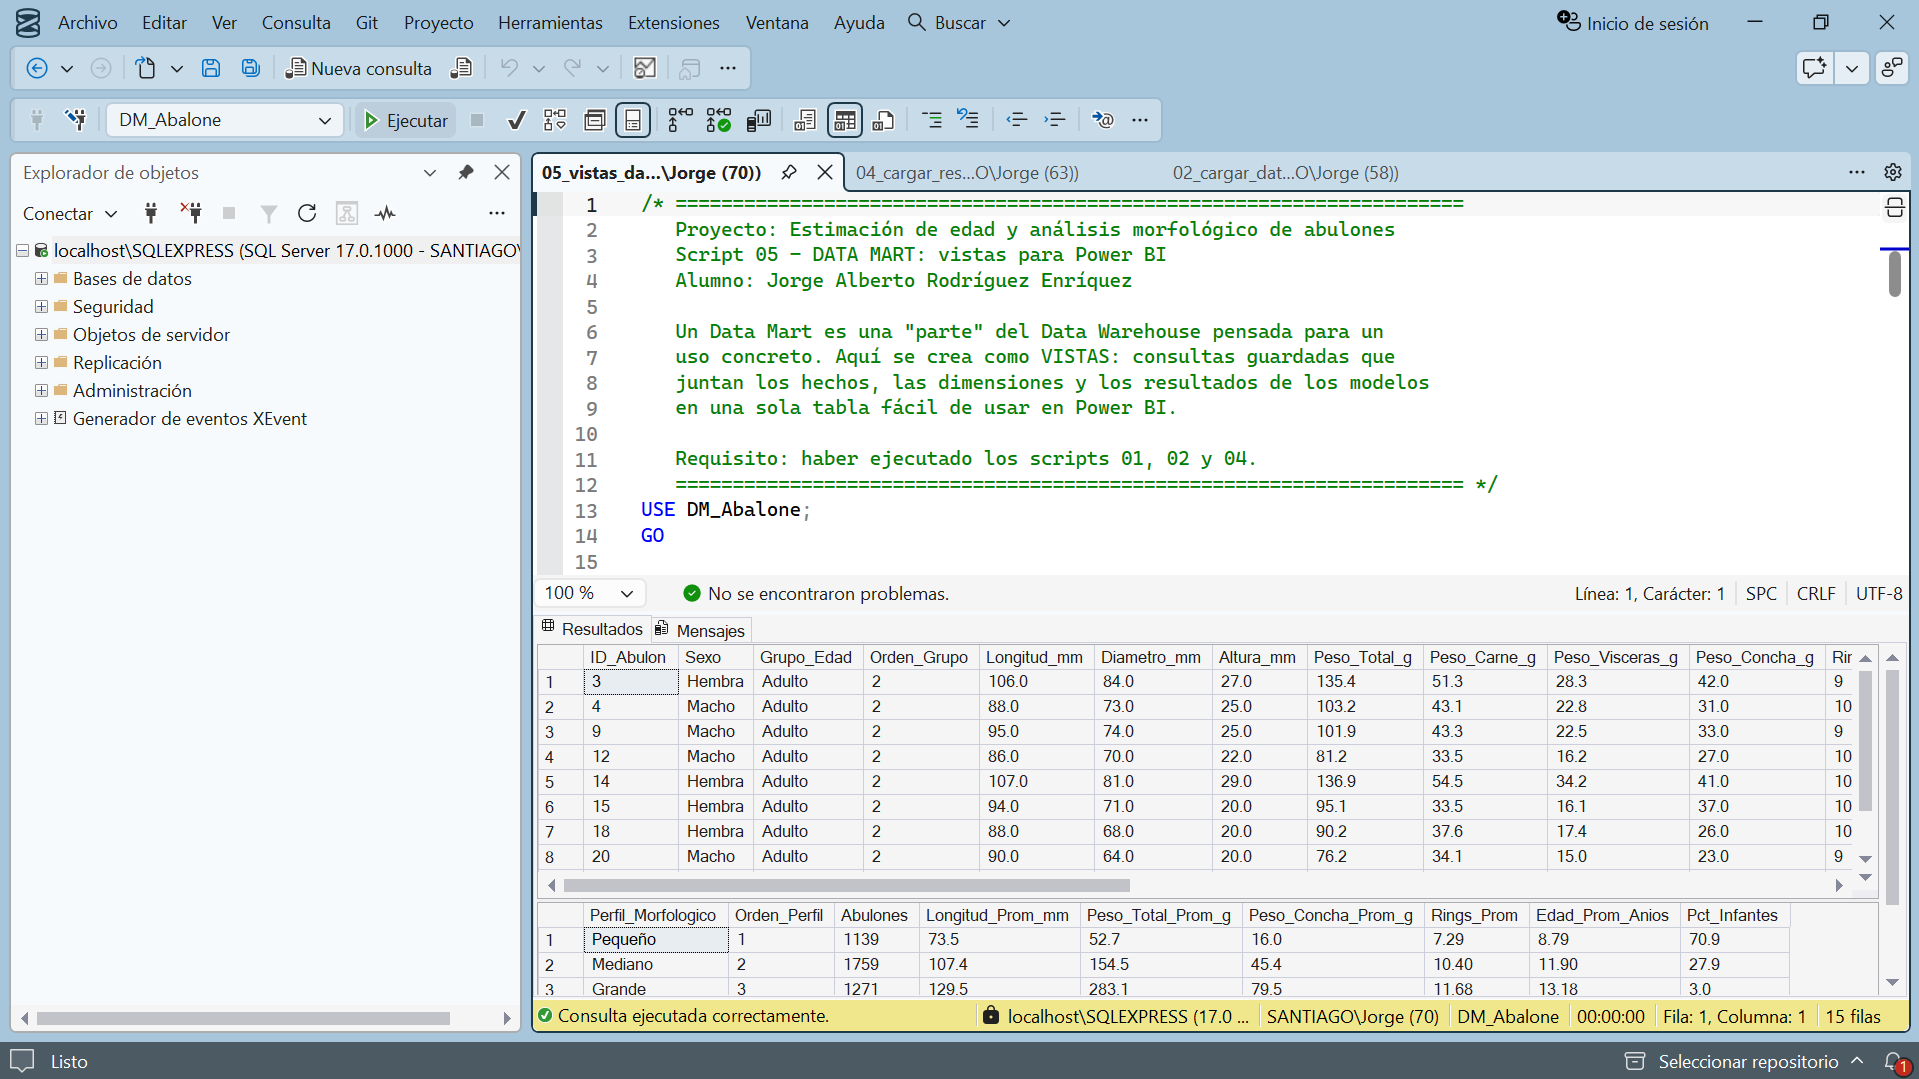 Archivo Editar Ver Consulta Git Proyecto Herramientas Extensiones Ventana Ayuda Buscar Inicio de sesión
Nueva consulta
DM_Abalone Ejecutar
Explorador de objetos
Conectar
localhost\SQLEXPRESS (SQL Server 17.0.1000 - SANTIAGO\
Bases de datos
Seguridad
Objetos de servidor
Replicación
Administración
Generador de eventos XEvent
05_vistas_da...\Jorge (70)) 04_cargar_res...O\Jorge (63)) 02_cargar_dat...O\Jorge (58))
1 /* =====================================================================
2 Proyecto: Estimación de edad y análisis morfológico de abulones
3 Script 05 - DATA MART: vistas para Power BI
4 Alumno: Jorge Alberto Rodríguez Enríquez
5
6 Un Data Mart es una "parte" del Data Warehouse pensada para un
7 uso concreto. Aquí se crea como VISTAS: consultas guardadas que
8 juntan los hechos, las dimensiones y los resultados de los modelos
9 en una sola tabla fácil de usar en Power BI.
10
11 Requisito: haber ejecutado los scripts 01, 02 y 04.
12 ===================================================================== */
13 USE DM_Abalone;
14 GO
15
100 % No se encontraron problemas. Línea: 1, Carácter: 1 SPC CRLF UTF-8
Resultados Mensajes
ID_Abulon Sexo Grupo_Edad Orden_Grupo Longitud_mm Diametro_mm Altura_mm Peso_Total_g Peso_Carne_g Peso_Visceras_g Peso_Concha_g Rir
1 3 Hembra Adulto 2 106.0 84.0 27.0 135.4 51.3 28.3 42.0 9
2 4 Macho Adulto 2 88.0 73.0 25.0 103.2 43.1 22.8 31.0 10
3 9 Macho Adulto 2 95.0 74.0 25.0 101.9 43.3 22.5 33.0 9
4 12 Macho Adulto 2 86.0 70.0 22.0 81.2 33.5 16.2 27.0 10
5 14 Hembra Adulto 2 107.0 81.0 29.0 136.9 54.5 34.2 41.0 10
6 15 Hembra Adulto 2 94.0 71.0 20.0 95.1 33.5 16.1 37.0 10
7 18 Hembra Adulto 2 88.0 68.0 20.0 90.2 37.6 17.4 26.0 10
8 20 Macho Adulto 2 90.0 64.0 20.0 76.2 34.1 15.0 23.0 9
Perfil_Morfologico Orden_Perfil Abulones Longitud_Prom_mm Peso_Total_Prom_g Peso_Concha_Prom_g Rings_Prom Edad_Prom_Anios Pct_Infantes
1 Pequeño 1 1139 73.5 52.7 16.0 7.29 8.79 70.9
2 Mediano 2 1759 107.4 154.5 45.4 10.40 11.90 27.9
3 Grande 3 1271 129.5 283.1 79.5 11.68 13.18 3.0
Consulta ejecutada correctamente. localhost\SQLEXPRESS (17.0 ... SANTIAGO\Jorge (70) DM_Abalone 00:00:00 Fila: 1, Columna: 1 15 filas
Listo Seleccionar repositorio 1